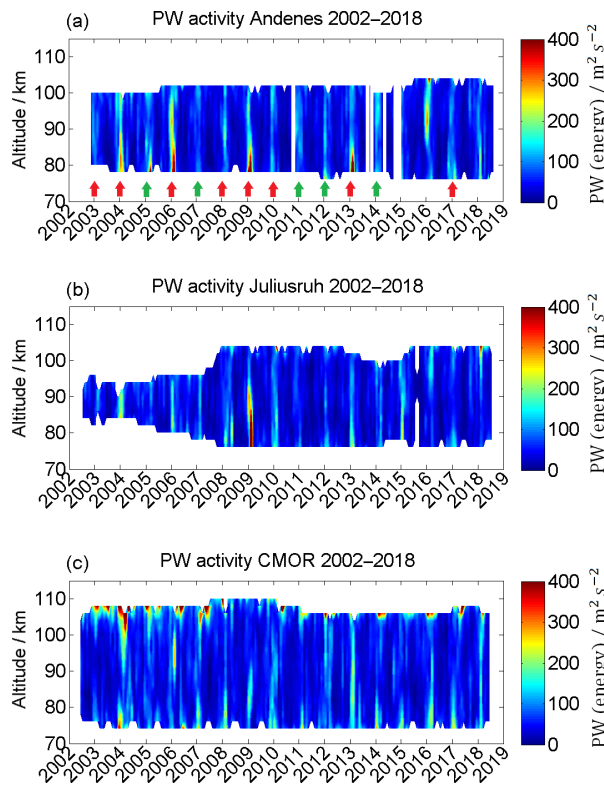 (a) PW activity Andenes 2002–2018
Altitude / km
110
100
90
80
70
2002 2003 2004 2005 2006 2007 2008 2009 2010 2011 2012 2013 2014 2015 2016 2017 2018 2019
400
300
200
100
0
PW (energy) / m² s⁻²
(b) PW activity Juliusruh 2002–2018
Altitude / km
110
100
90
80
70
2002 2003 2004 2005 2006 2007 2008 2009 2010 2011 2012 2013 2014 2015 2016 2017 2018 2019
400
300
200
100
0
PW (energy) / m² s⁻²
(c) PW activity CMOR 2002–2018
Altitude / km
110
100
90
80
70
2002 2003 2004 2005 2006 2007 2008 2009 2010 2011 2012 2013 2014 2015 2016 2017 2018 2019
400
300
200
100
0
PW (energy) / m² s⁻²